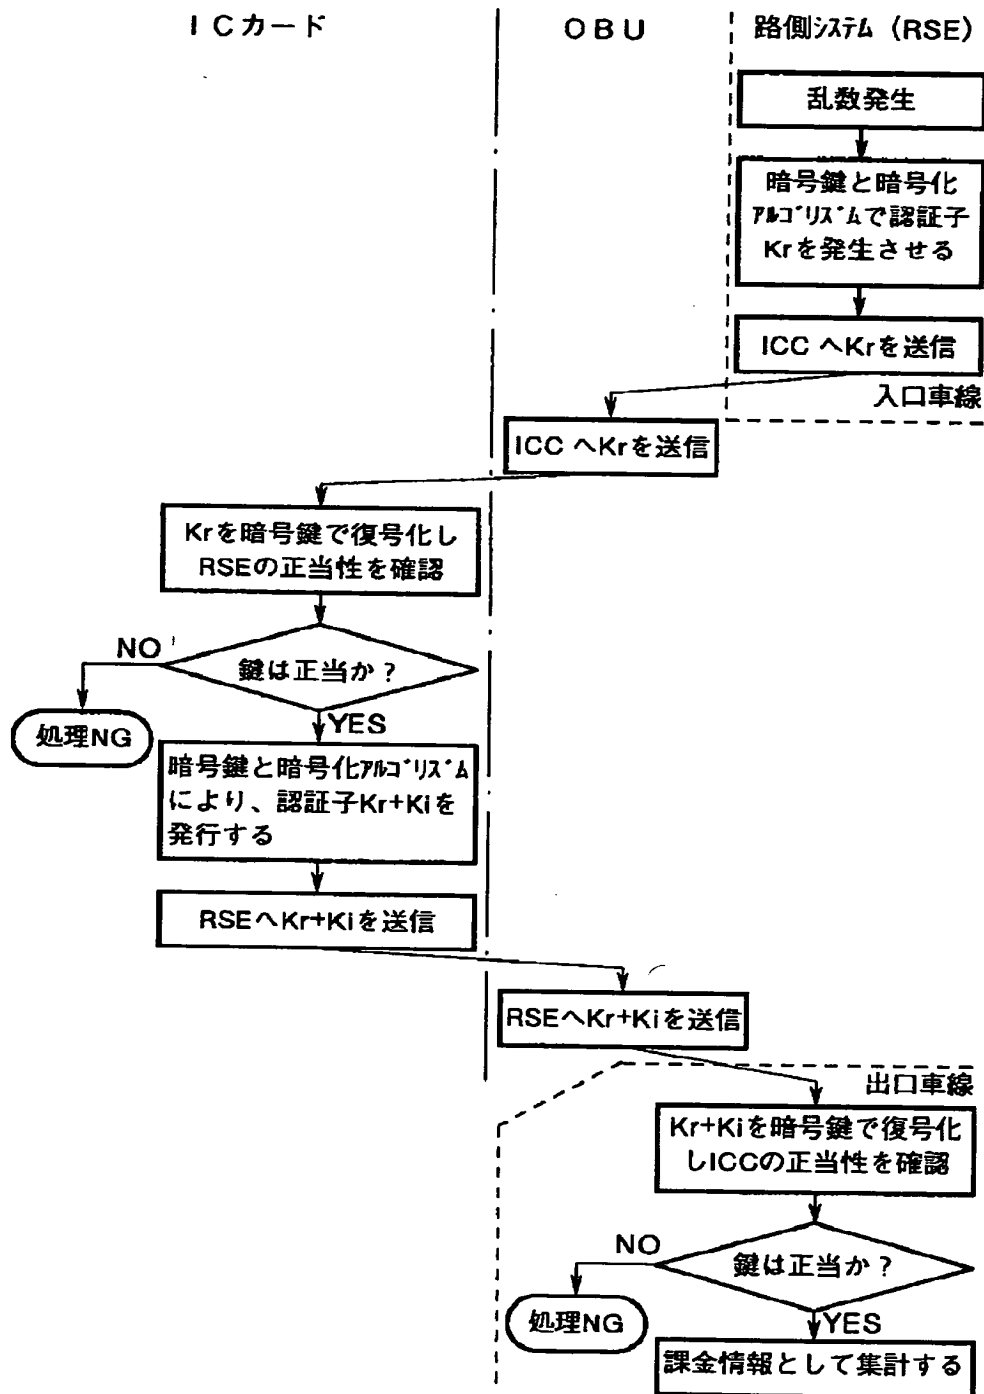 ICカード
OBU
路側システム（RSE）
乱数発生
暗号鍵と暗号化
アルゴリズムで認証子
Krを発生させる
ICC へKrを送信
入口車線
ICC へKrを送信
Krを暗号鍵で復号化し
RSEの正当性を確認
NO
鍵は正当か？
処理NG
YES
暗号鍵と暗号化アルゴリズム
により、認証子Kr+Kiを
発行する
RSEへKr+Kiを送信
RSEへKr+Kiを送信
出口車線
Kr+Kiを暗号鍵で復号化
しICCの正当性を確認
NO
鍵は正当か？
処理NG
YES
課金情報として集計する